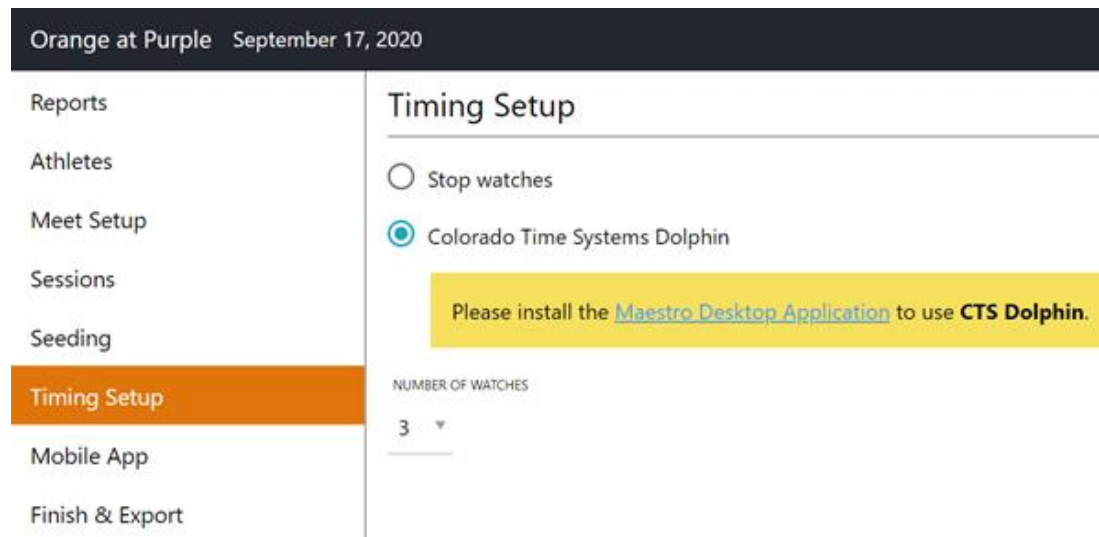 Orange at Purple September 17, 2020
Reports
Athletes
Meet Setup
Sessions
Seeding
Timing Setup
Mobile App
Finish & Export
Timing Setup
Stop watches
Colorado Time Systems Dolphin
Please install the Maestro Desktop Application to use CTS Dolphin.
NUMBER OF WATCHES
3